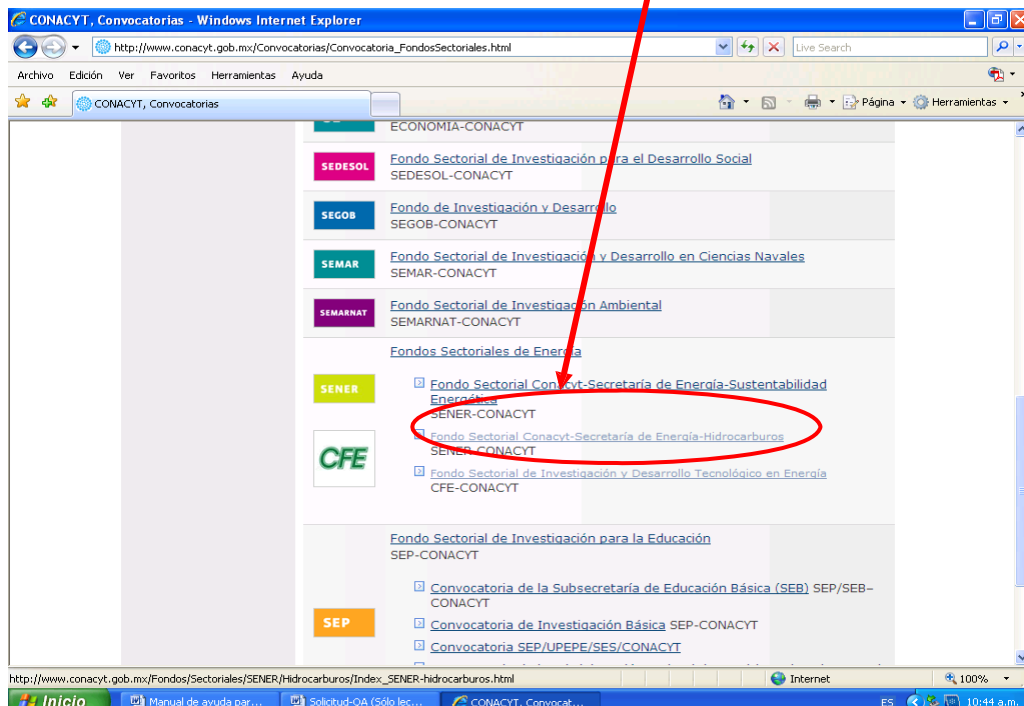 CONACYT, Convocatorias - Windows Internet Explorer
http://www.conacyt.gob.mx/Convocatorias/Convocatoria_FondosSectoriales.html
Live Search
Archivo Edición Ver Favoritos Herramientas Ayuda
CONACYT, Convocatorias
Página
Herramientas
ECONOMIA-CONACYT
SEDESOL
Fondo Sectorial de Investigación para el Desarrollo Social
SEDESOL-CONACYT
SEGOB
Fondo de Investigación y Desarrollo
SEGOB-CONACYT
SEMAR
Fondo Sectorial de Investigación y Desarrollo en Ciencias Navales
SEMAR-CONACYT
SEMARNAT
Fondo Sectorial de Investigación Ambiental
SEMARNAT-CONACYT
Fondos Sectoriales de Energía
SENER
Fondo Sectorial Conacyt-Secretaría de Energía-Sustentabilidad
Energética
SENER-CONACYT
Fondo Sectorial Conacyt-Secretaría de Energía-Hidrocarburos
SENER-CONACYT
CFE
Fondo Sectorial de Investigación y Desarrollo Tecnológico en Energía
CFE-CONACYT
Fondo Sectorial de Investigación para la Educación
SEP-CONACYT
Convocatoria de la Subsecretaría de Educación Básica (SEB) SEP/SEB–
CONACYT
SEP
Convocatoria de Investigación Básica SEP-CONACYT
Convocatoria SEP/UPEPE/SES/CONACYT
http://www.conacyt.gob.mx/Fondos/Sectoriales/SENER/Hidrocarburos/Index_SENER-hidrocarburos.html
Internet
100%
Inicio
Manual de ayuda par...
Solicitud-OA (Sólo lec...
CONACYT, Convocat...
ES
10:44 a.m.